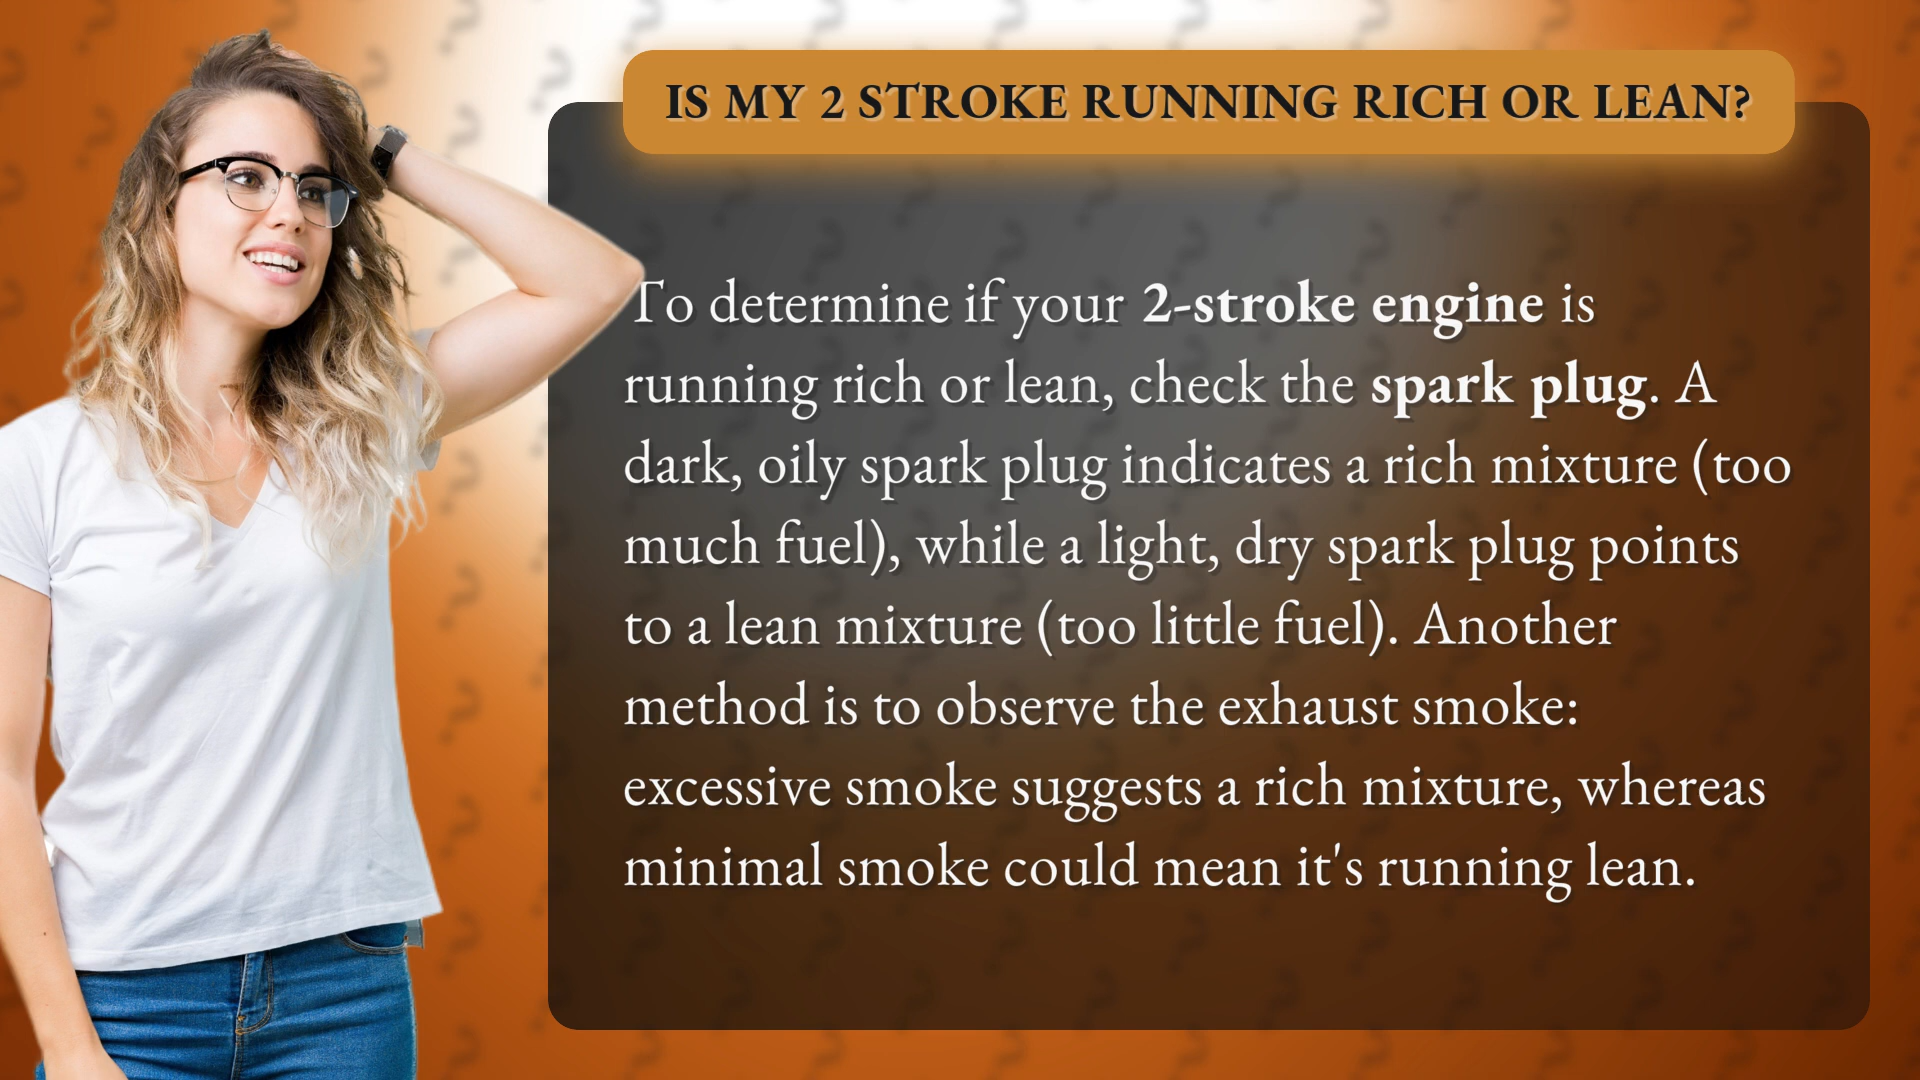 IS MY 2 STROKE RUNNING RICH OR LEAN?
To determine if your 2-stroke engine is
running rich or lean, check the spark plug. A
dark, oily spark plug indicates a rich mixture (too
much fuel), while a light, dry spark plug points
to a lean mixture (too little fuel). Another
method is to observe the exhaust smoke:
excessive smoke suggests a rich mixture, whereas
minimal smoke could mean it's running lean.